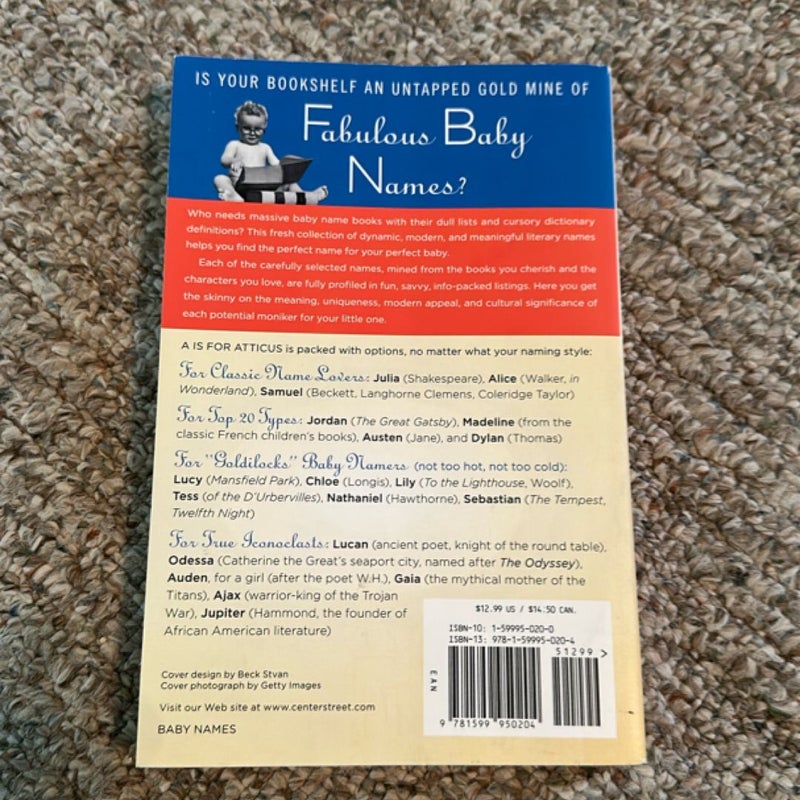 IS YOUR BOOKSHELF AN UNTAPPED GOLD MINE OF
Fabulous Baby
Names?
Who needs massive baby name books with their dull lists and cursory dictionary
definitions? This fresh collection of dynamic, modern, and meaningful literary names
helps you find the perfect name for your perfect baby.
Each of the carefully selected names, mined from the books you cherish and the
characters you love, are fully profiled in fun, savvy, info-packed listings. Here you get
the skinny on the meaning, uniqueness, modern appeal, and cultural significance of
each potential moniker for your little one.
A IS FOR ATTICUS is packed with options, no matter what your naming style:
For Classic Name Lovers: Julia (Shakespeare), Alice (Walker, in
Wonderland), Samuel (Beckett, Langhorne Clemens, Coleridge Taylor)
For Top 20 Types: Jordan (The Great Gatsby), Madeline (from the
classic French children's books), Austen (Jane), and Dylan (Thomas)
For "Goldilocks" Baby Namers (not too hot, not too cold):
Lucy (Mansfield Park), Chloe (Longis), Lily (To the Lighthouse, Woolf),
Tess (of the D'Urbervilles), Nathaniel (Hawthorne), Sebastian (The Tempest,
Twelfth Night)
For True Iconoclasts: Lucan (ancient poet, knight of the round table),
Odessa (Catherine the Great's seaport city, named after The Odyssey),
Auden, for a girl (after the poet W.H.), Gaia (the mythical mother of the
Titans), Ajax (warrior-king of the Trojan
War), Jupiter (Hammond, the founder of
African American literature)
$12.99 US / $14.50 CAN.
ISBN-10: 1-59995-020-0
ISBN-13: 978-1-59995-020-4
51299 >
EAN
9 781599 950204
Cover design by Beck Stvan
Cover photograph by Getty Images
Visit our Web site at www.centerstreet.com
BABY NAMES